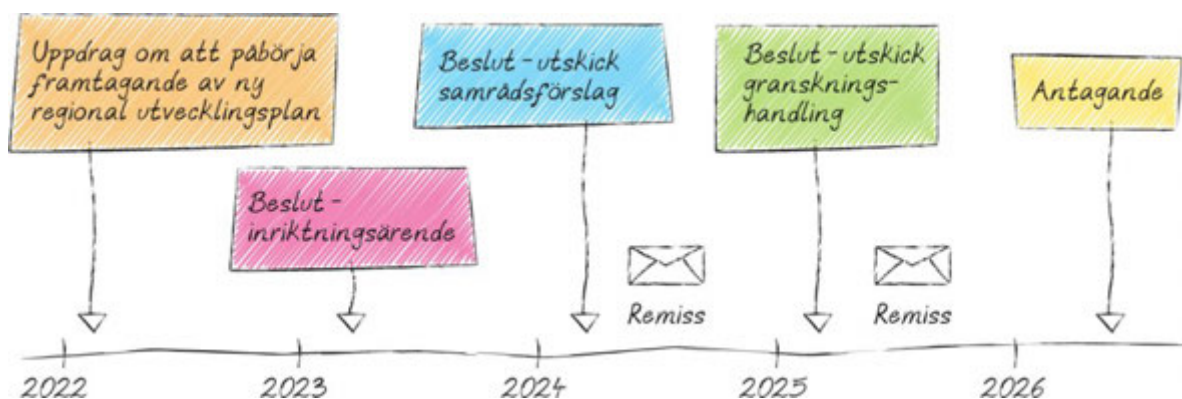 Uppdrag om att påbörja
framtagande av ny
regional utvecklingsplan
Beslut -
inriktningsärende
Beslut - utskick
samrådsförslag
Remiss
Beslut - utskick
gransknings-
handling
Remiss
Antagande
2022
2023
2024
2025
2026